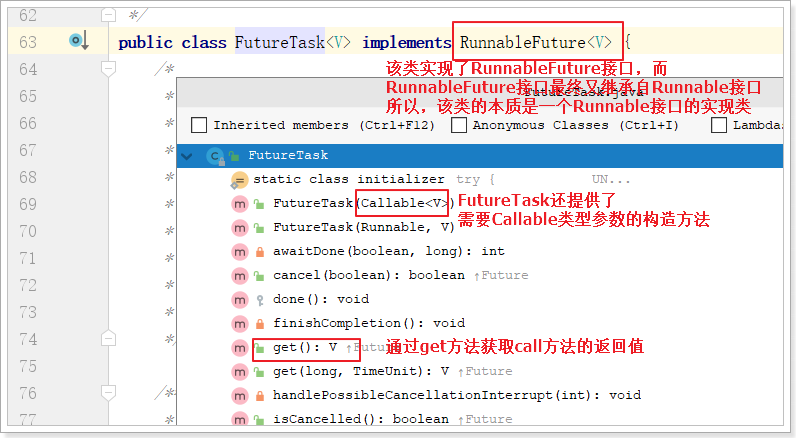 62 */
63 public class FutureTask<V> implements RunnableFuture<V> {
64 /*
该类实现了RunnableFuture接口，而
RunnableFuture接口最终又继承自Runnable接口
所以，该类的本质是一个Runnable接口的实现类
65 * FutureTask.java
66 * Inherited members (Ctrl+F12) Anonymous Classes (Ctrl+I) Lambdas
67 * FutureTask
68 * static class initializer try { UN...
69 * FutureTask(Callable<V>)
FutureTask还提供了
需要Callable类型参数的构造方法
70 * FutureTask(Runnable, V)
71 * awaitDone(boolean, long): int
72 * cancel(boolean): boolean ↑Future
73 * done(): void
finishCompletion(): void
74 *
get(): V ↑Future
通过get方法获取call方法的返回值
75 * get(long, TimeUnit): V ↑Future
76 /** handlePossibleCancellationInterrupt(int): void
77 * isCancelled(): boolean ↑Future